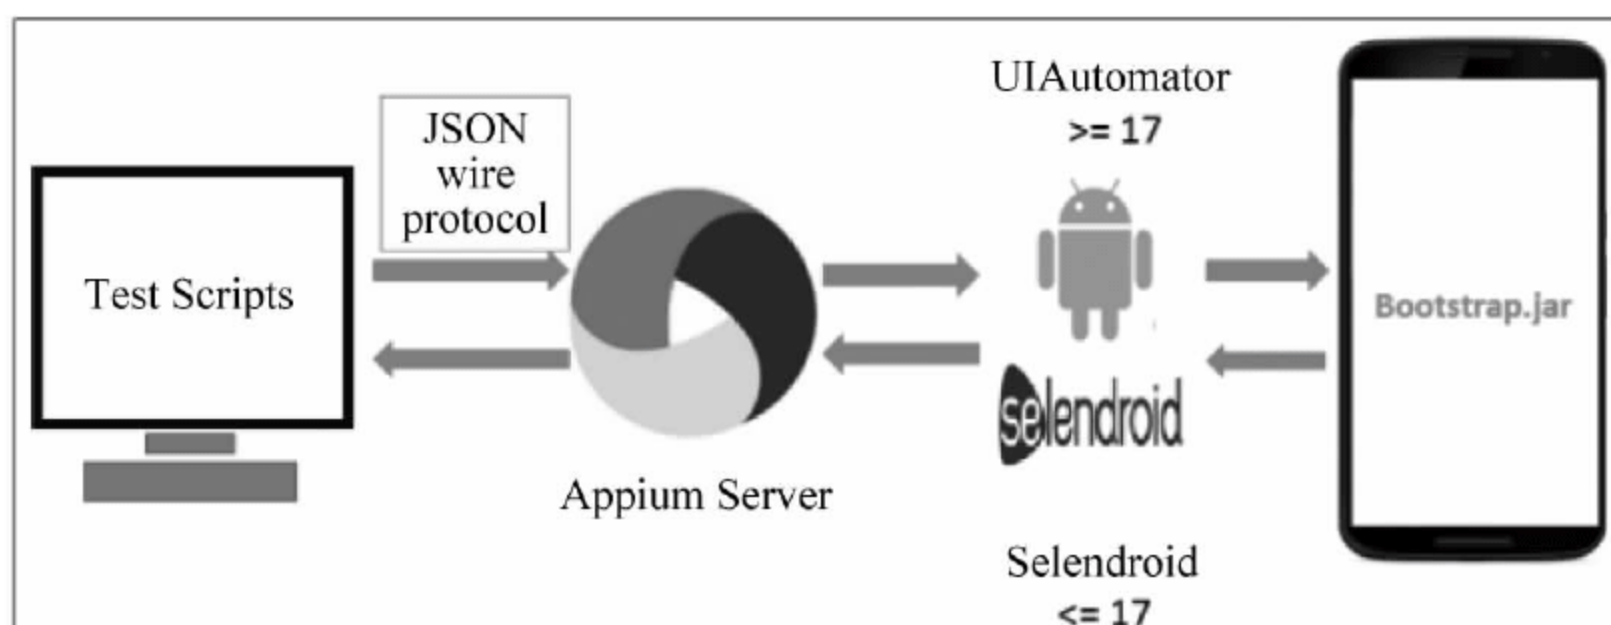 JSON
wire
protocol
Test Scripts
Appium Server
UIAutomator
>= 17
selendroid
Selendroid
<= 17
Bootstrap.jar